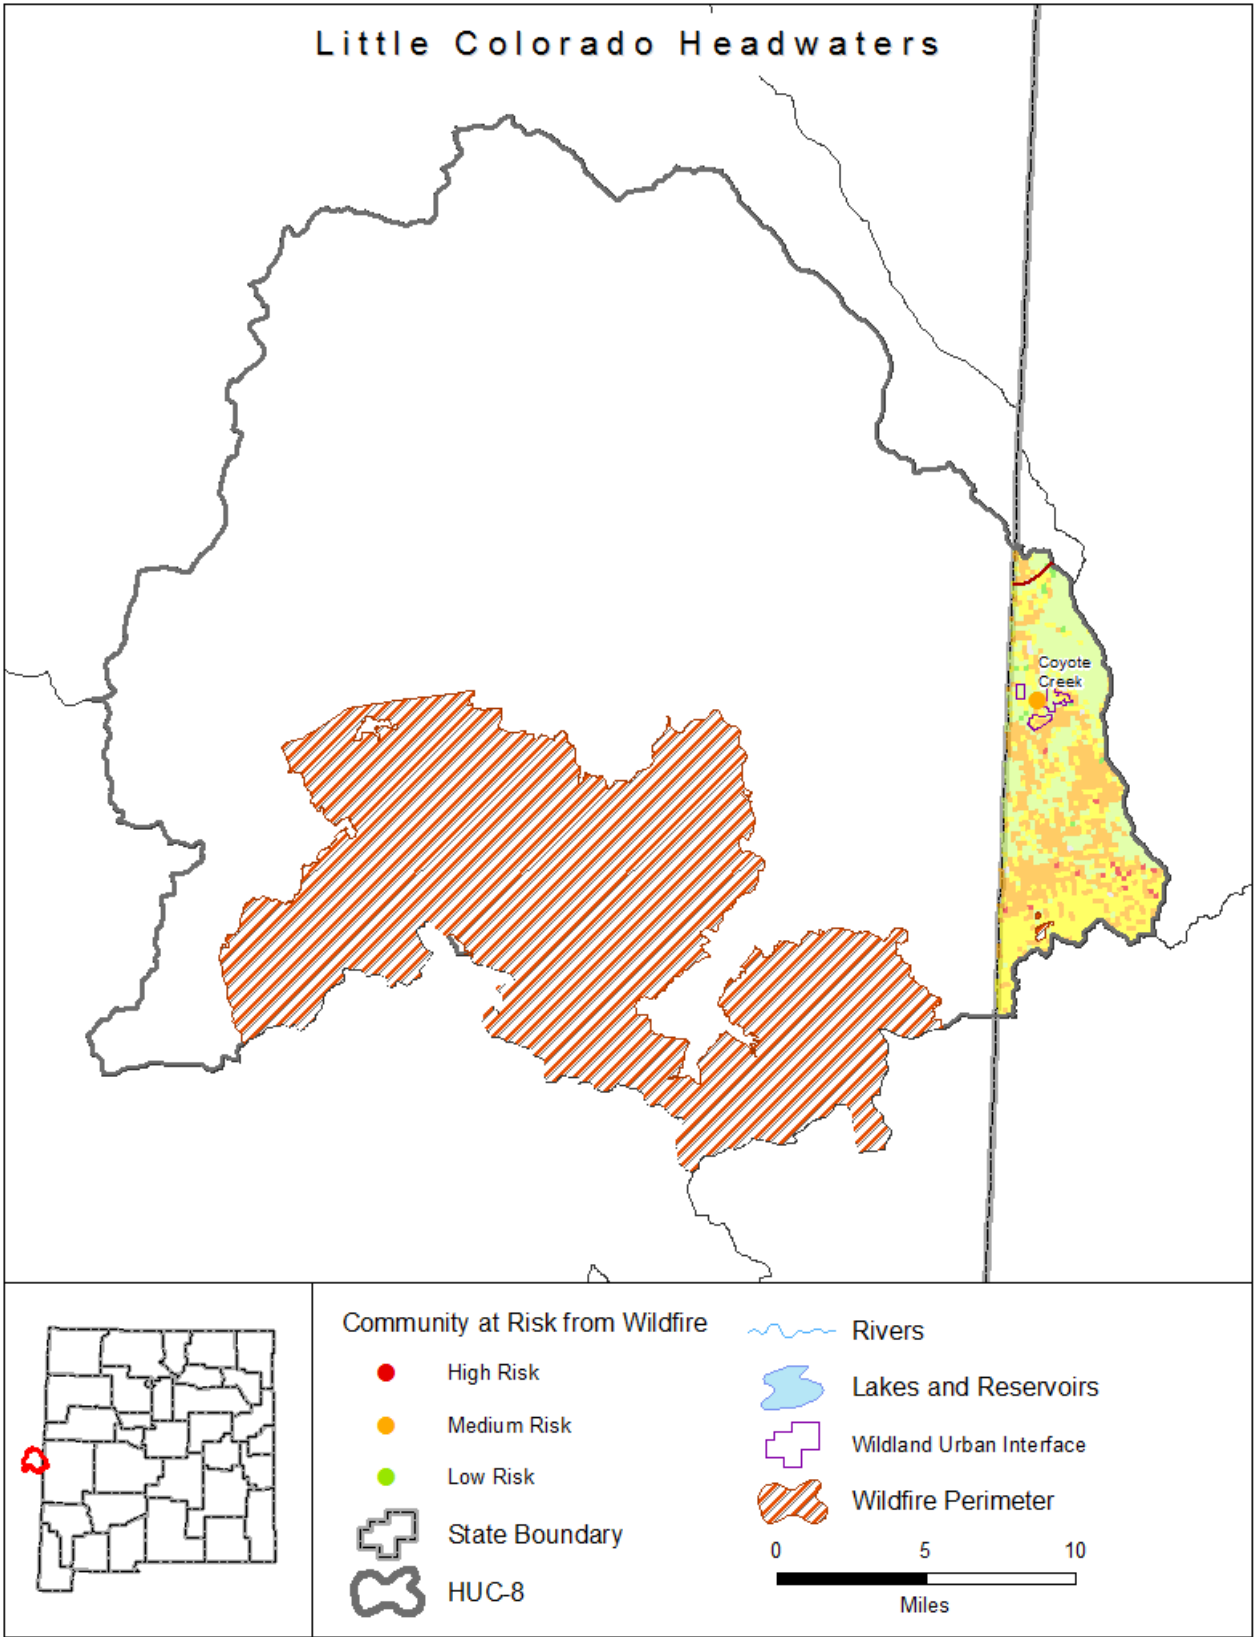 Little Colorado Headwaters
Coyote
Creek
Community at Risk from Wildfire
High Risk
Medium Risk
Low Risk
State Boundary
HUC-8
Rivers
Lakes and Reservoirs
Wildland Urban Interface
Wildfire Perimeter
0 5 10
Miles